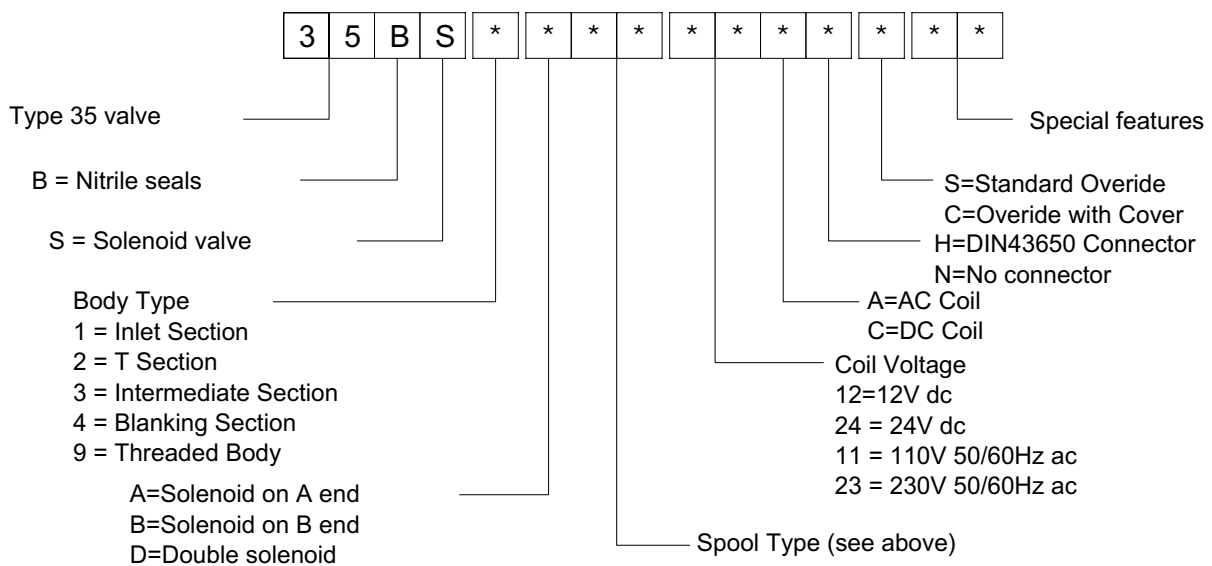 3 5 B S * * * * * * * * * * *
Type 35 valve
Special features
B = Nitrile seals
S=Standard Overide
C=Overide with Cover
S = Solenoid valve
H=DIN43650 Connector
N=No connector
Body Type
1 = Inlet Section
2 = T Section
3 = Intermediate Section
4 = Blanking Section
9 = Threaded Body
A=AC Coil
C=DC Coil
Coil Voltage
12=12V dc
24 = 24V dc
11 = 110V 50/60Hz ac
23 = 230V 50/60Hz ac
A=Solenoid on A end
B=Solenoid on B end
D=Double solenoid
Spool Type (see above)